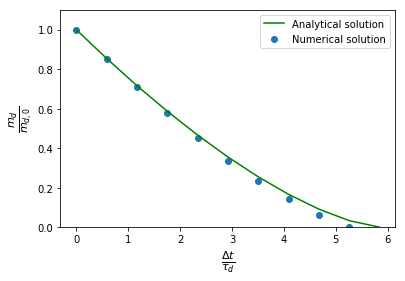 Analytical solution
Numerical solution
1.0
0.8
0.6
0.4
0.2
0.0
m_d / m_{d,0}
0 1 2 3 4 5 6
Δt / τ_d